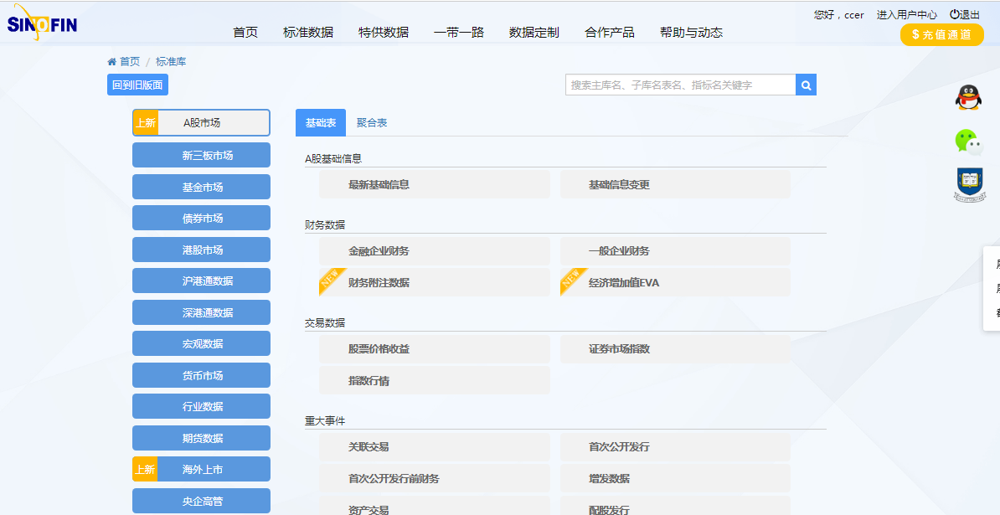 SINOFIN
您好，ccer 进入用户中心 退出
首页 标准数据 特供数据 一带一路 数据定制 合作产品 帮助与动态
$ 充值通道
首页 / 标准库
回到旧版面
搜索主库名、子库名表名、指标名关键字
上新 A股市场
新三板市场
基金市场
债券市场
港股市场
沪港通数据
深港通数据
宏观数据
货币市场
行业数据
期货数据
上新 海外上市
央企高管
基础表 聚合表
A股基础信息
最新基础信息 基础信息变更
财务数据
金融企业财务 一般企业财务
NEW 财务附注数据 NEW 经济增加值EVA
交易数据
股票价格收益 证券市场指数
指数行情
重大事件
关联交易 首次公开发行
首次公开发行前财务 增发数据
资产交易 配股发行